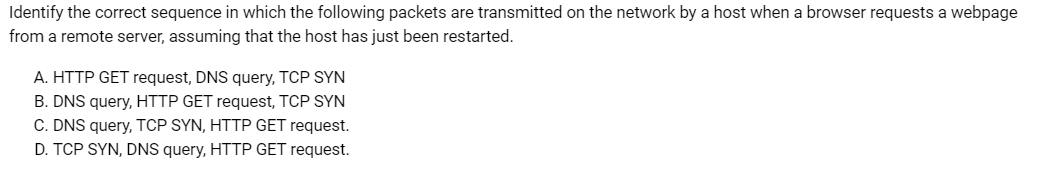 Identify the correct sequence in which the following packets are transmitted on the network by a host when a browser requests a webpage
from a remote server, assuming that the host has just been restarted.
A. HTTP GET request, DNS query, TCP SYN
B. DNS query, HTTP GET request, TCP SYN
C. DNS query, TCP SYN, HTTP GET request.
D. TCP SYN, DNS query, HTTP GET request.